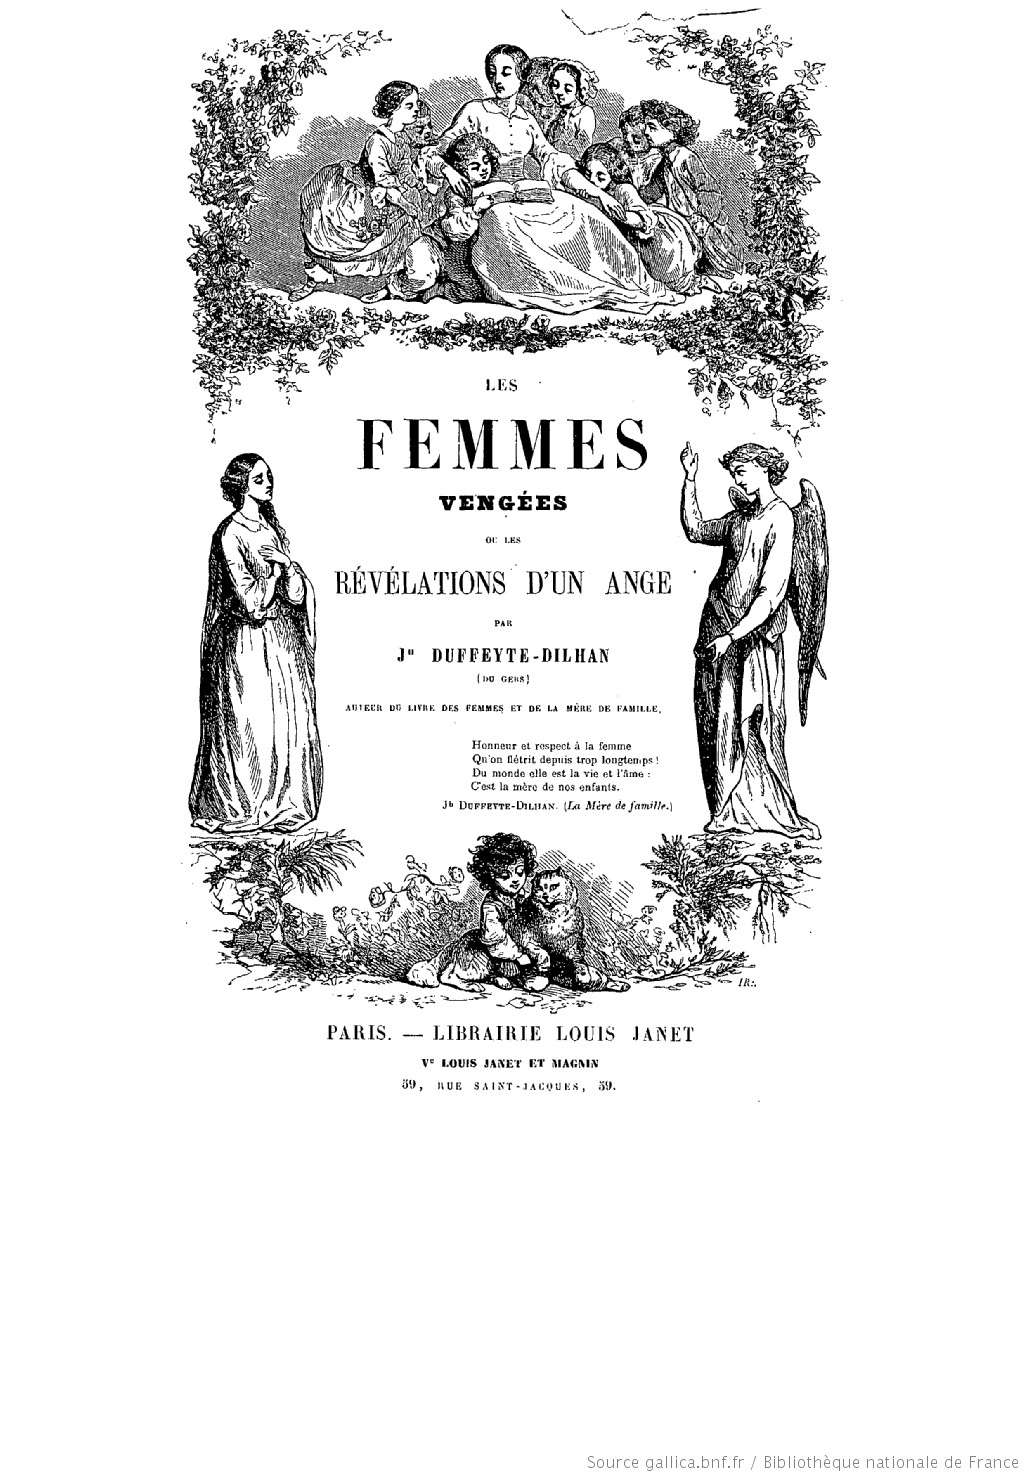 LES
FEMMES
VENGÉES
OU LES
RÉVÉLATIONS D'UN ANGE
PAR
Jh DUFFEYTE-DILHAN
(DU GERS)
AUTEUR DU LIVRE DES FEMMES ET DE LA MÈRE DE FAMILLE.
Honneur et respect à la femme
Qu'on flétrit depuis trop longtemps !
Du monde elle est la vie et l'âme :
C'est la mère de nos enfants.
Jh DUFFEYTE-DILHAN. (La Mère de famille.)
PARIS. — LIBRAIRIE LOUIS JANET
Ve LOUIS JANET ET MAGNIN
59, RUE SAINT-JACQUES, 59.
Source gallica.bnf.fr / Bibliothèque nationale de France